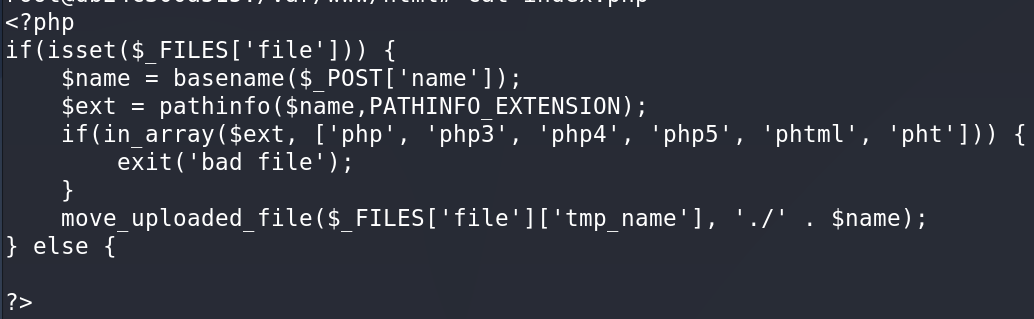 <?php
if(isset($_FILES['file'])) {
    $name = basename($_POST['name']);
    $ext = pathinfo($name,PATHINFO_EXTENSION);
    if(in_array($ext, ['php', 'php3', 'php4', 'php5', 'phtml', 'pht'])) {
        exit('bad file');
    }
    move_uploaded_file($_FILES['file']['tmp_name'], './' . $name);
} else {

?>